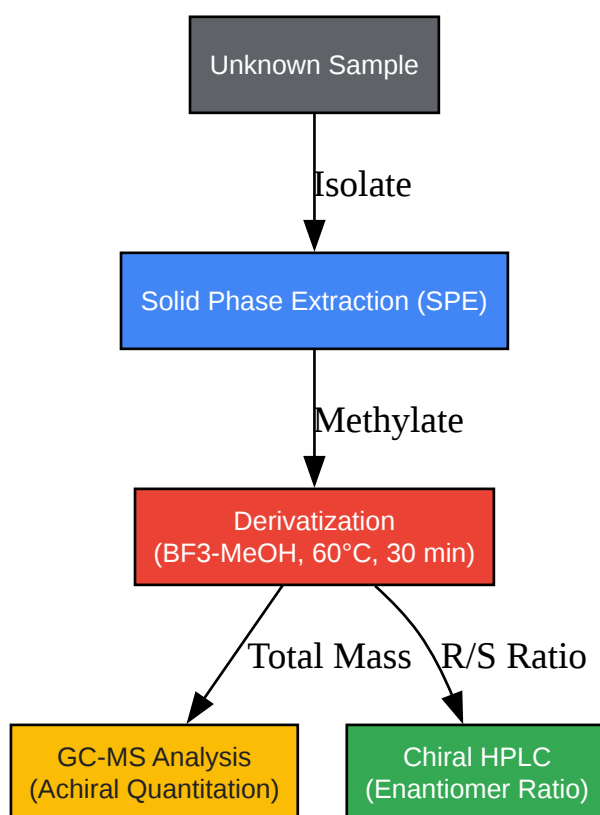 Unknown Sample
Isolate
Solid Phase Extraction (SPE)
Methylate
Derivatization
(BF3-MeOH, 60°C, 30 min)
Total Mass
R/S Ratio
GC-MS Analysis
(Achiral Quantitation)
Chiral HPLC
(Enantiomer Ratio)